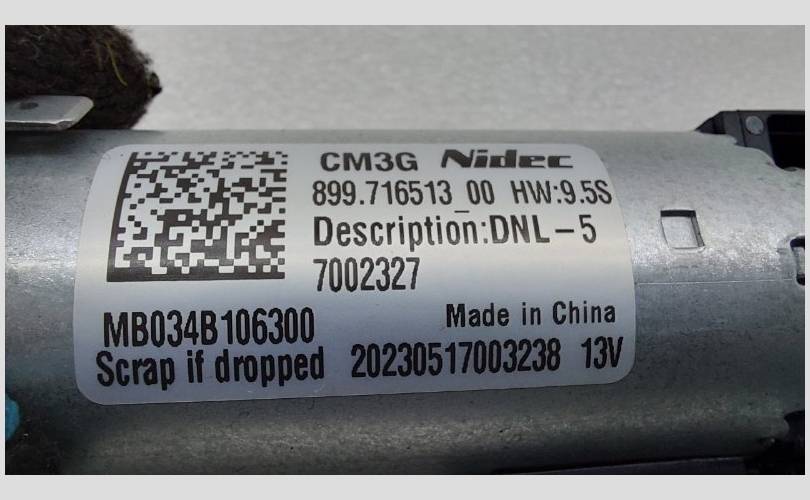 CM3G Nidec
899.716513_00 HW:9.5S
Description:DNL-5
7002327
MB034B106300 Made in China
Scrap if dropped 20230517003238 13V